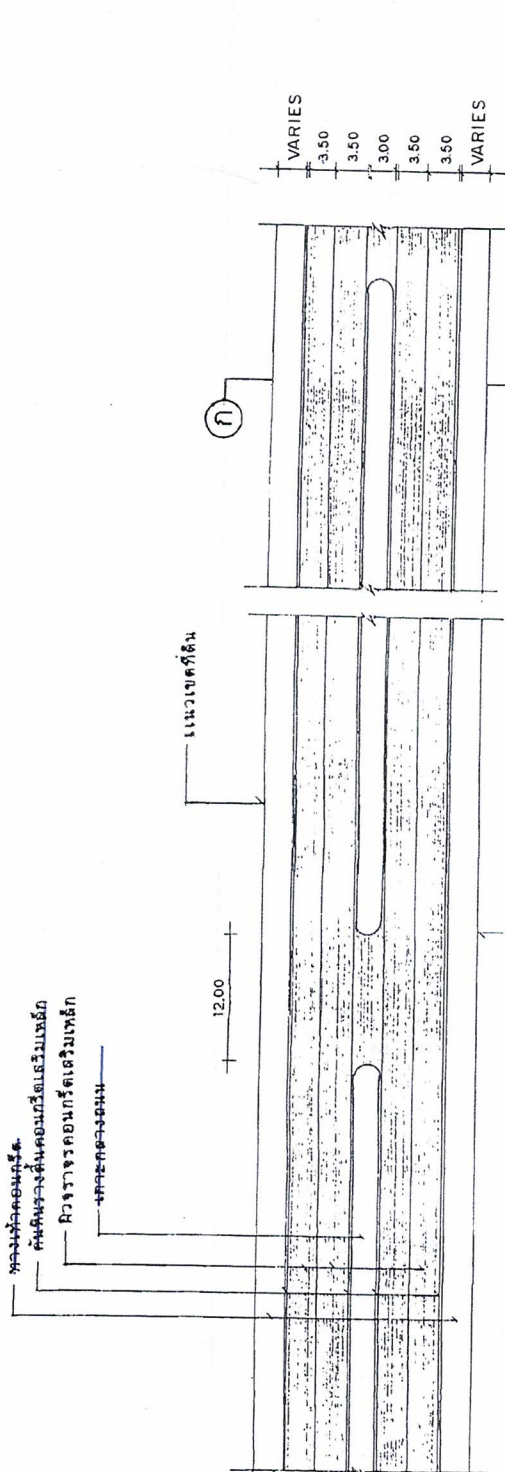 ทางเท้าคอนกรีต
คันหินรางตื้นคอนกรีตเสริมเหล็ก
ผิวจราจรคอนกรีตเสริมเหล็ก
เกาะกลางถนน
12.00
แนวเขตที่ดิน
ก
VARIES
3.50
3.50
3.00
3.50
3.50
VARIES